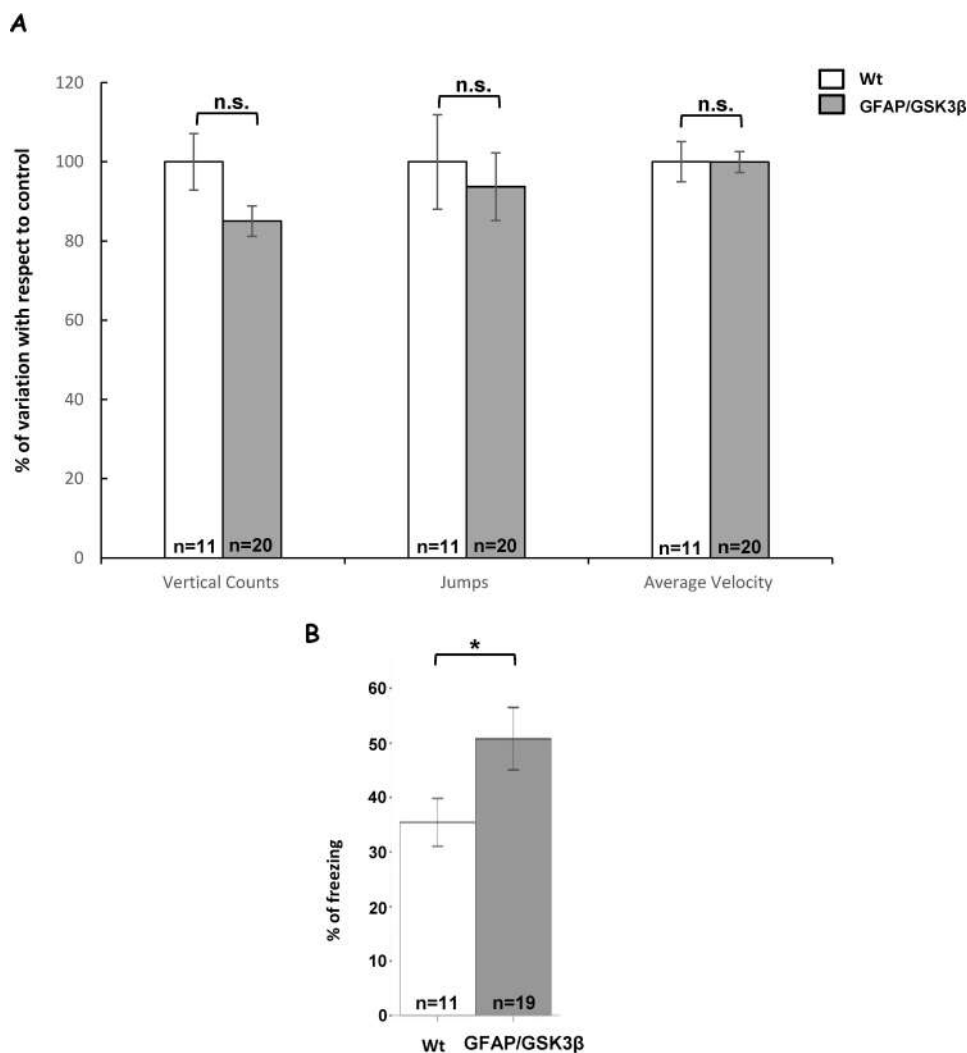 A
% of variation with respect to control
120
100
80
60
40
20
0
n.s.
n.s.
n.s.
Wt
GFAP/GSK3β
n=11 n=20
n=11 n=20
n=11 n=20
Vertical Counts
Jumps
Average Velocity
B
*
% of freezing
60
50
40
30
20
10
0
n=11
n=19
Wt
GFAP/GSK3β